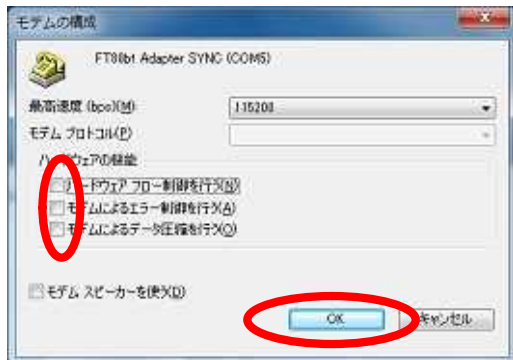 モデムの構成
FT80bt Adapter SYNC (COM5)
最高速度 (bps)(M)
115200
モデム プロトコル(P)
ハードウェアの機能
ハードウェア フロー制御を行う(N)
モデムによるエラー制御を行う(A)
モデムによるデータ圧縮を行う(O)
モデム スピーカーを使う(D)
OK
キャンセル